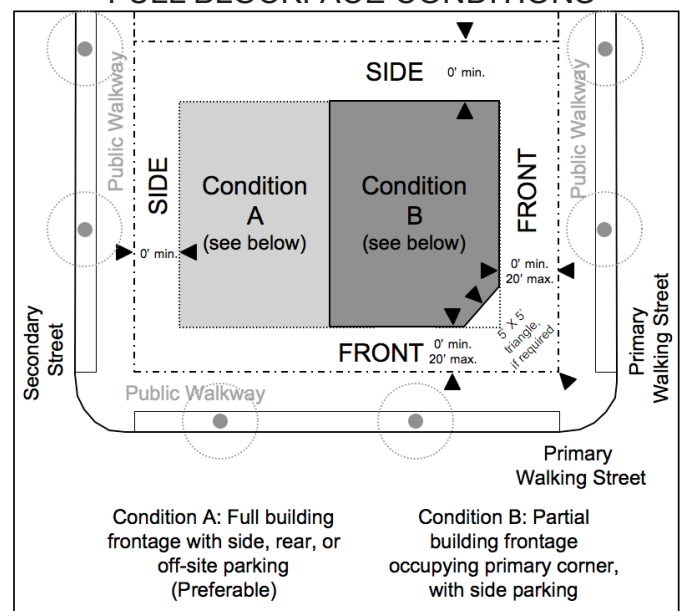 FULL BLOCKFACE CONDITIONS
SIDE 0' min.
Public Walkway
Public Walkway
SIDE
Condition
A
(see below)
Condition
B
(see below)
FRONT
0' min.
0' min.
20' max.
5' X 5'
triangle,
if required
FRONT 0' min.
20' max.
Secondary
Street
Primary
Walking Street
Public Walkway
Primary
Walking Street
Condition A: Full building
frontage with side, rear, or
off-site parking
(Preferable)
Condition B: Partial
building frontage
occupying primary corner,
with side parking